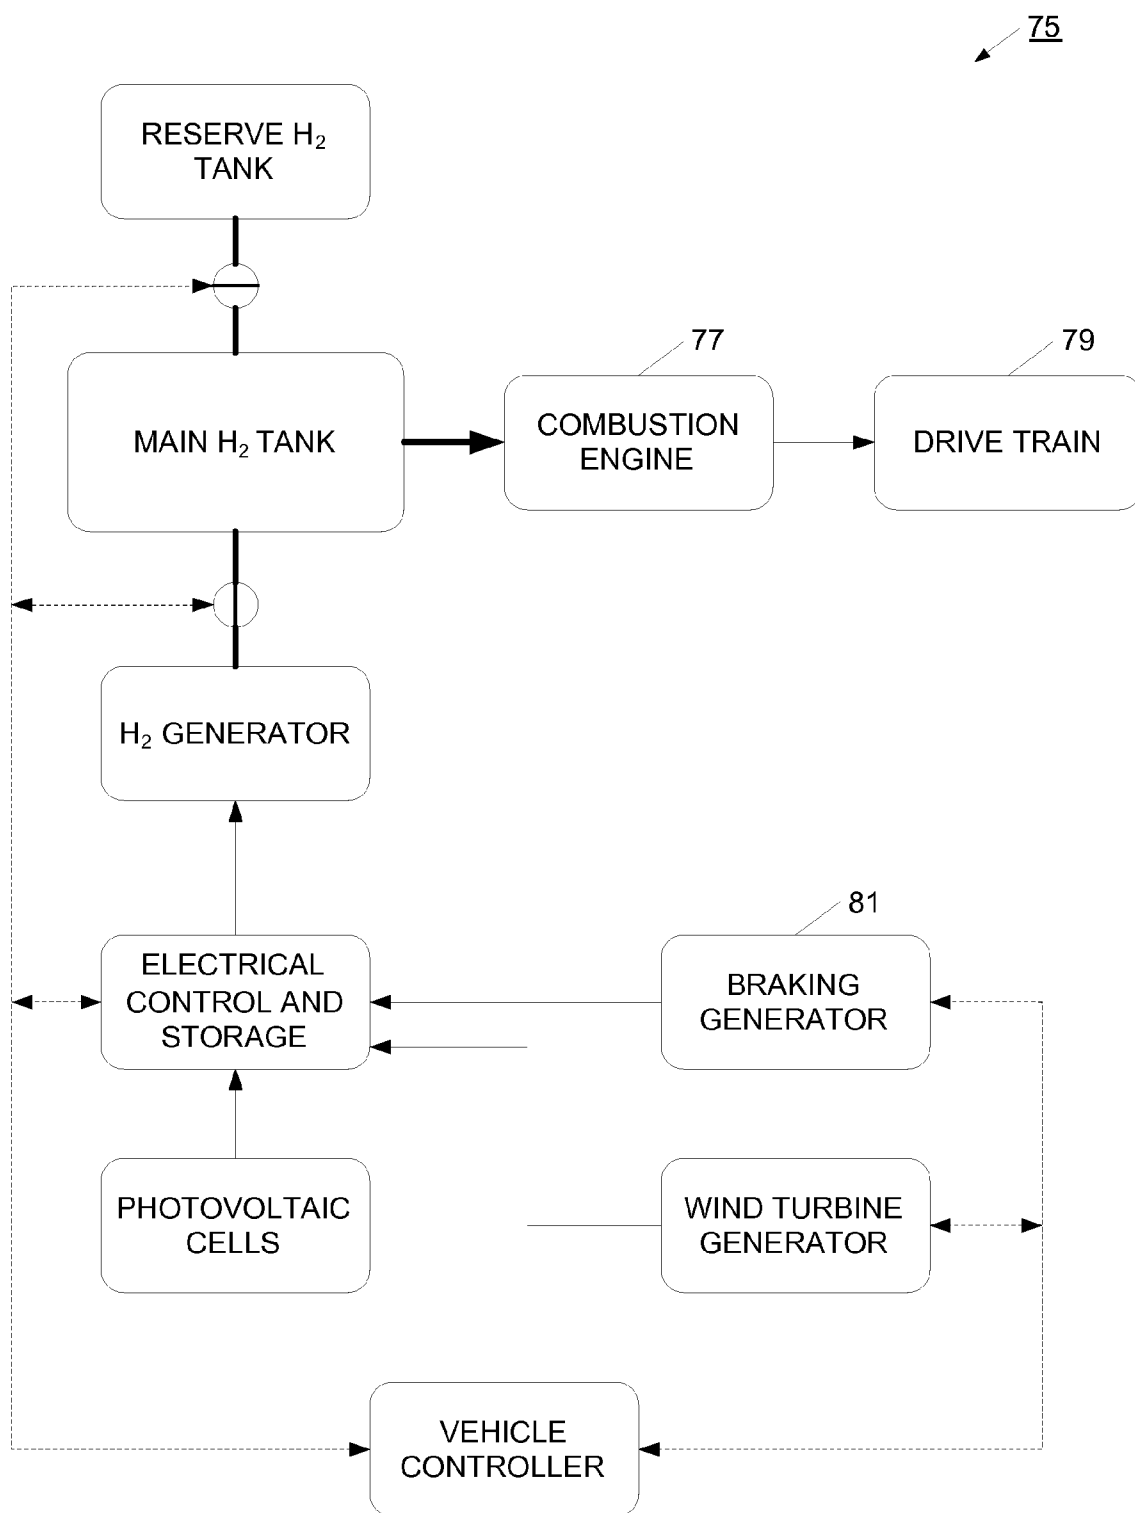 75
RESERVE H₂
TANK
77
79
MAIN H₂ TANK
COMBUSTION
ENGINE
DRIVE TRAIN
H₂ GENERATOR
81
ELECTRICAL
CONTROL AND
STORAGE
BRAKING
GENERATOR
PHOTOVOLTAIC
CELLS
WIND TURBINE
GENERATOR
VEHICLE
CONTROLLER